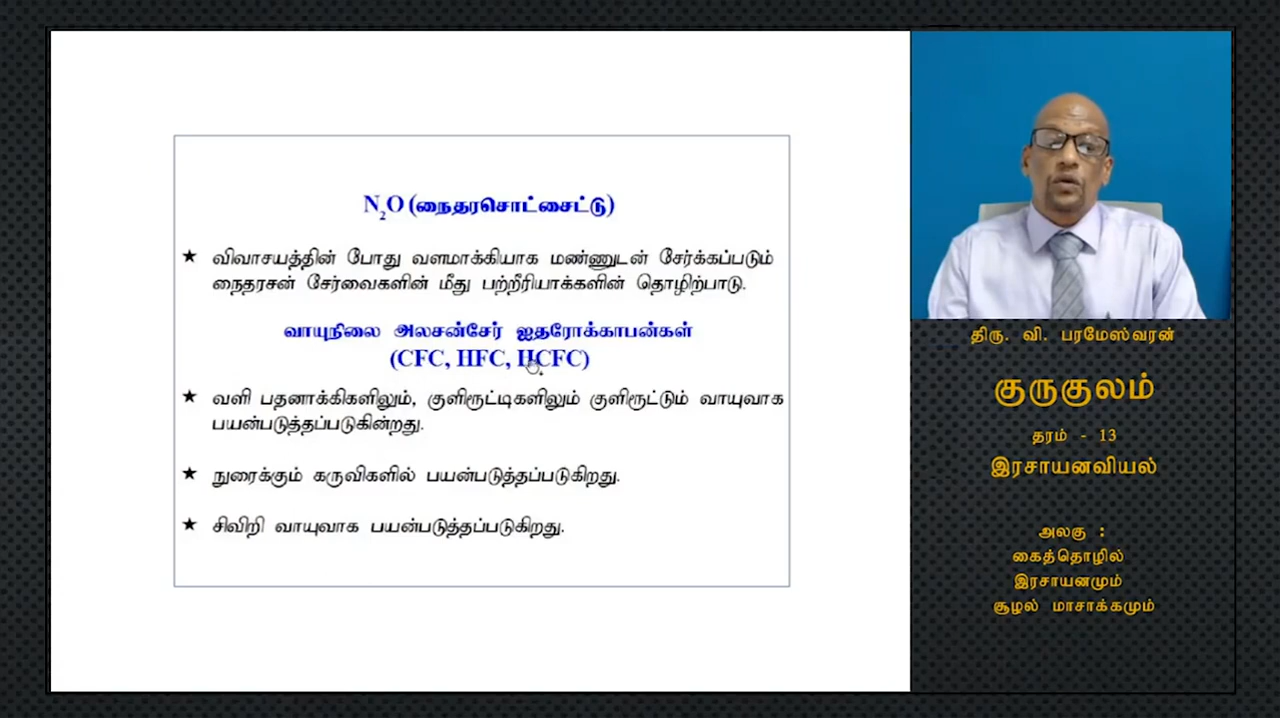 N₂O (நைதரசொட்சைட்டு)
★ விவாசயத்தின் போது வளமாக்கியாக மண்ணுடன் சேர்க்கப்படும்
நைதரசன் சேர்வைகளின் மீது பற்றீரியாக்களின் தொழிற்பாடு.
வாயுநிலை அலசன்சேர் ஐதரோக்காபன்கள்
(CFC, HFC, HCFC)
★ வளி பதனாக்கிகளிலும், குளிரூட்டிகளிலும் குளிரூட்டும் வாயுவாக
பயன்படுத்தப்படுகின்றது.
★ நுரைக்கும் கருவிகளில் பயன்படுத்தப்படுகிறது.
★ சிவிறி வாயுவாக பயன்படுத்தப்படுகிறது.
திரு. வி. பரமேஸ்வரன்
குருகுலம்
தரம் - 13
இரசாயனவியல்
அலகு :
கைத்தொழில்
இரசாயனமும்
சூழல் மாசாக்கமும்